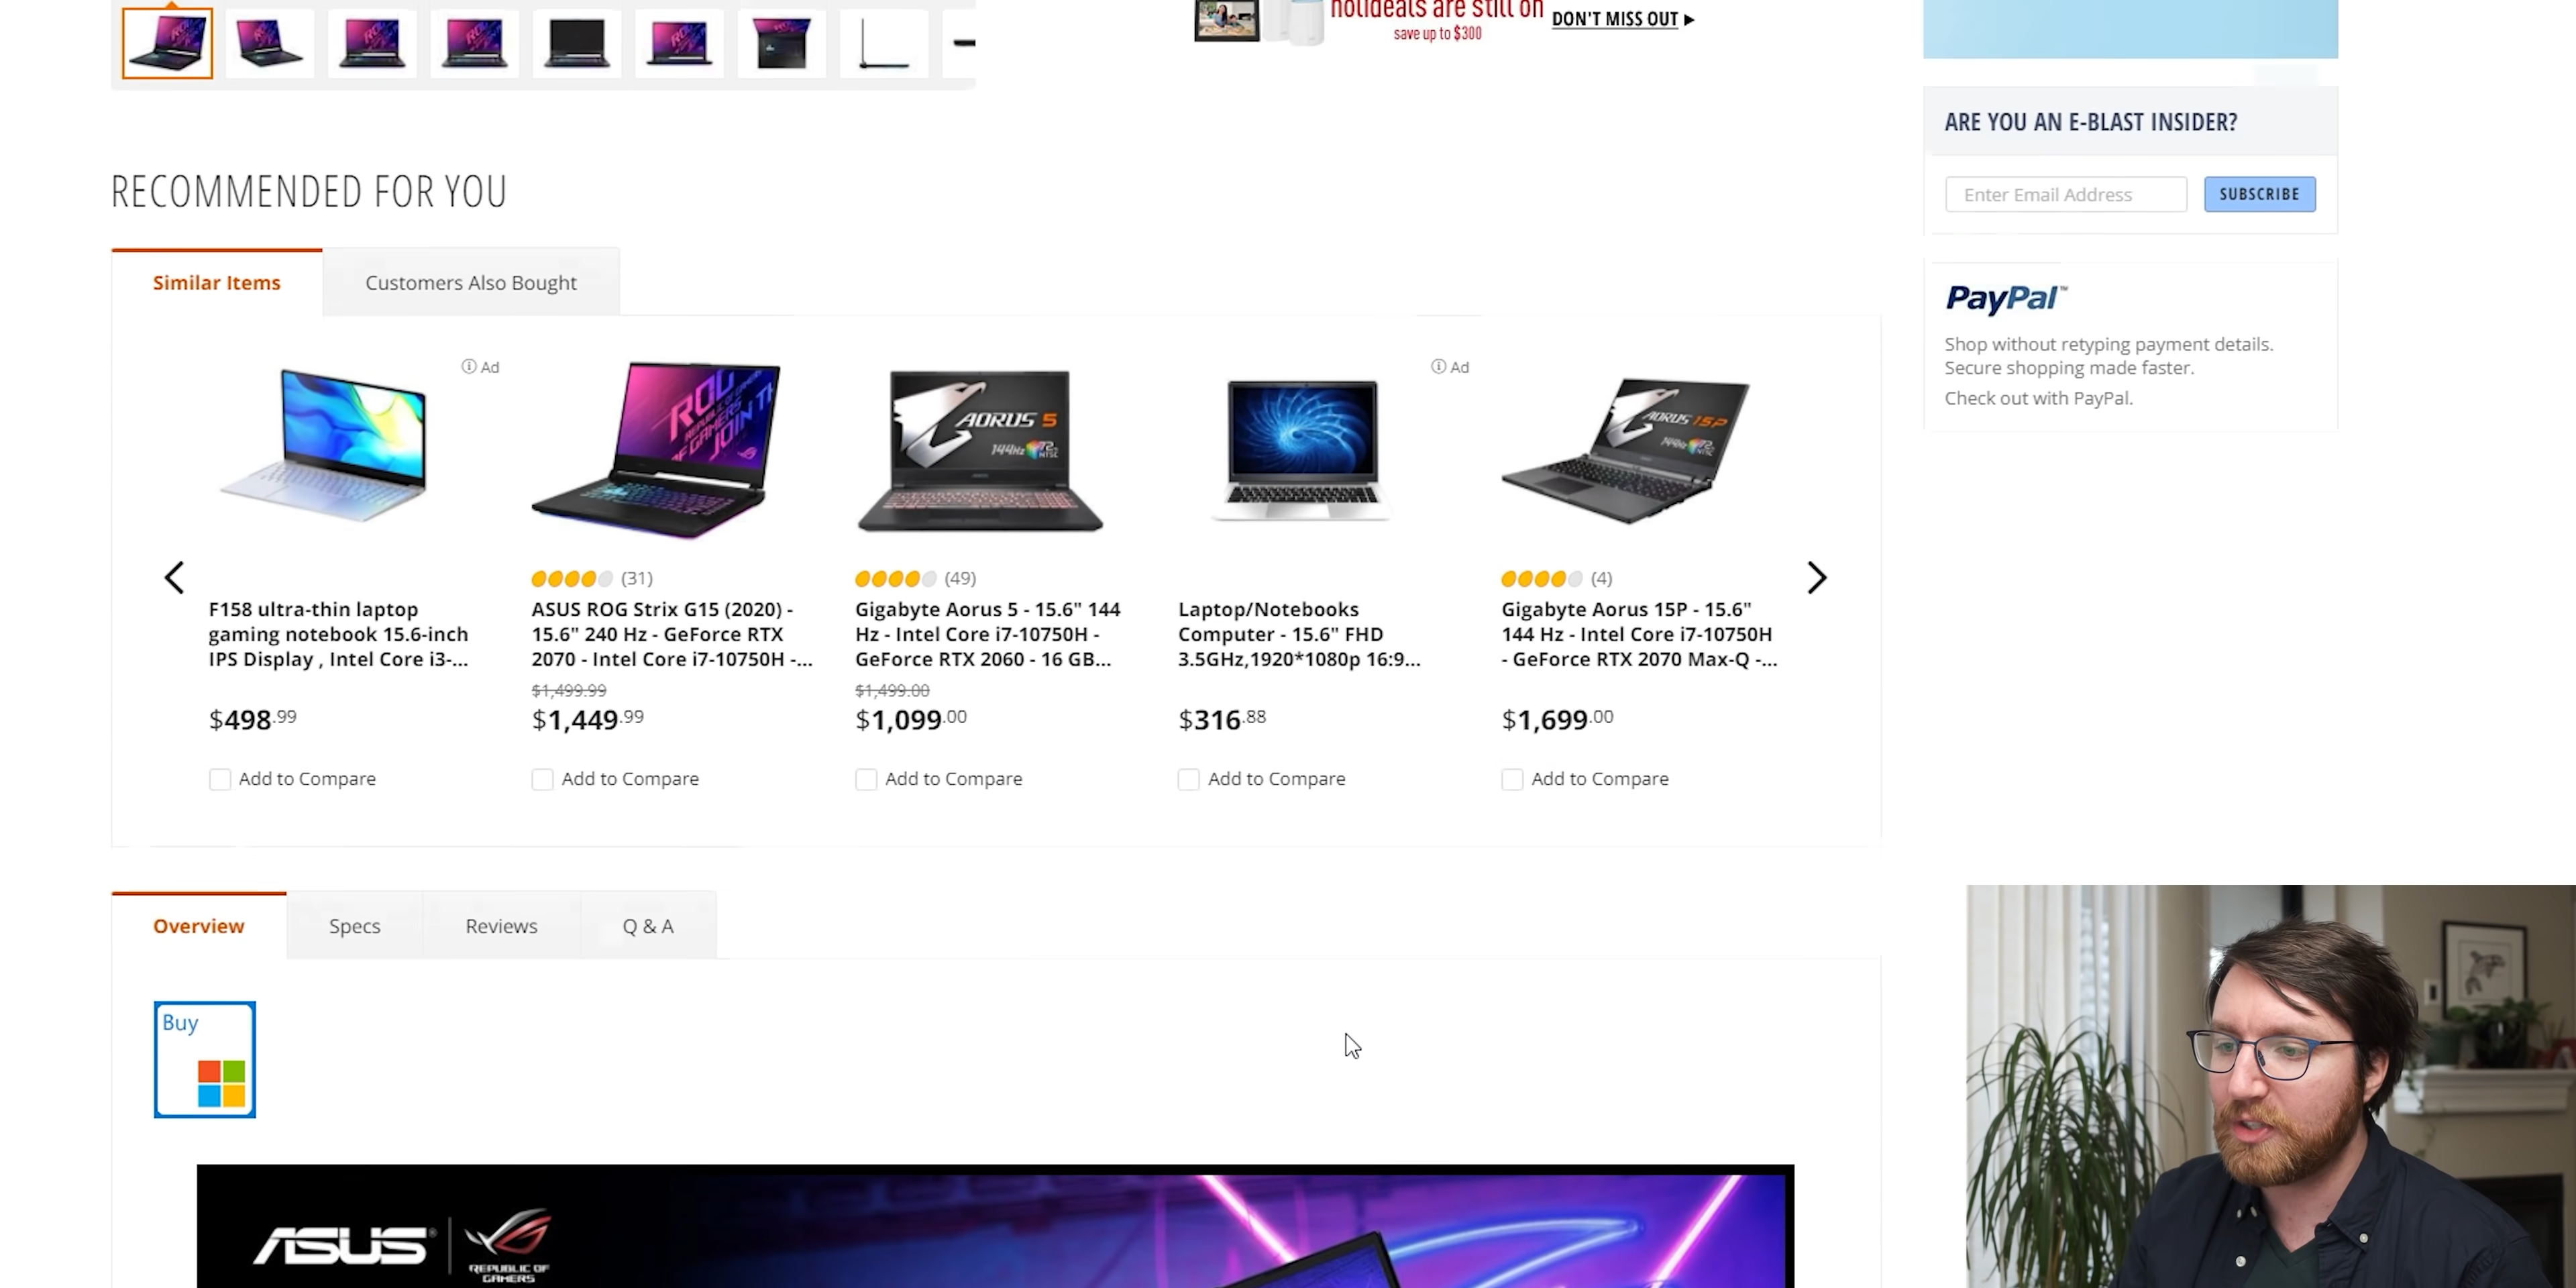 holideals are still on
save up to $300
DON'T MISS OUT
ARE YOU AN E-BLAST INSIDER?
Enter Email Address
SUBSCRIBE
RECOMMENDED FOR YOU
Similar Items
Customers Also Bought
PayPal™
Shop without retyping payment details.
Secure shopping made faster.
Check out with PayPal.
Ad
Ad
AORUS 5
144Hz
AORUS 15P
144Hz
(31)
(49)
(4)
F158 ultra-thin laptop
gaming notebook 15.6-inch
IPS Display , Intel Core i3-...
$498.99
Add to Compare
ASUS ROG Strix G15 (2020) -
15.6" 240 Hz - GeForce RTX
2070 - Intel Core i7-10750H -...
$1,499.99
$1,449.99
Add to Compare
Gigabyte Aorus 5 - 15.6" 144
Hz - Intel Core i7-10750H -
GeForce RTX 2060 - 16 GB...
$1,499.00
$1,099.00
Add to Compare
Laptop/Notebooks
Computer - 15.6" FHD
3.5GHz,1920*1080p 16:9...
$316.88
Add to Compare
Gigabyte Aorus 15P - 15.6"
144 Hz - Intel Core i7-10750H
- GeForce RTX 2070 Max-Q -...
$1,699.00
Add to Compare
Overview
Specs
Reviews
Q & A
Buy
ASUS
REPUBLIC OF
GAMERS